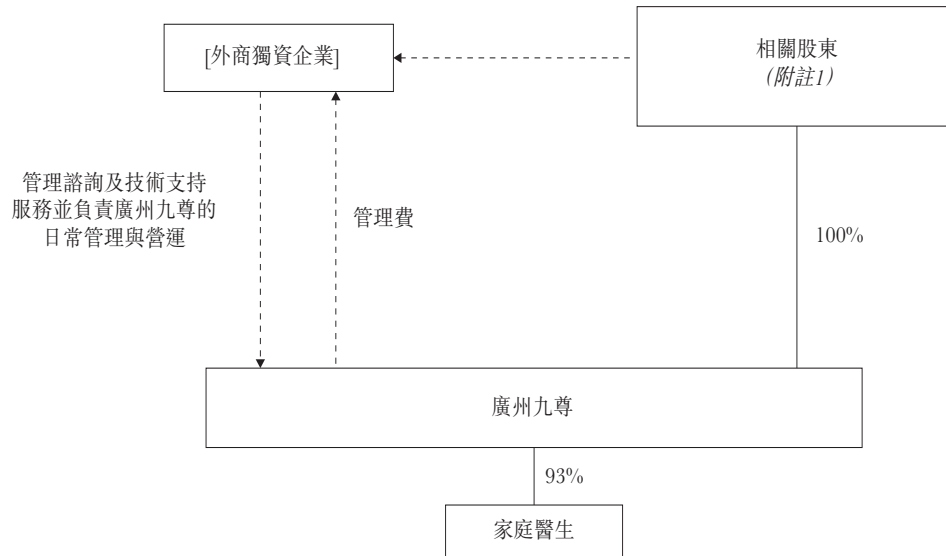 [外商獨資企業]
相關股東
(附註1)
管理諮詢及技術支持
服務並負責廣州九尊的
日常管理與營運
管理費
100%
廣州九尊
93%
家庭醫生